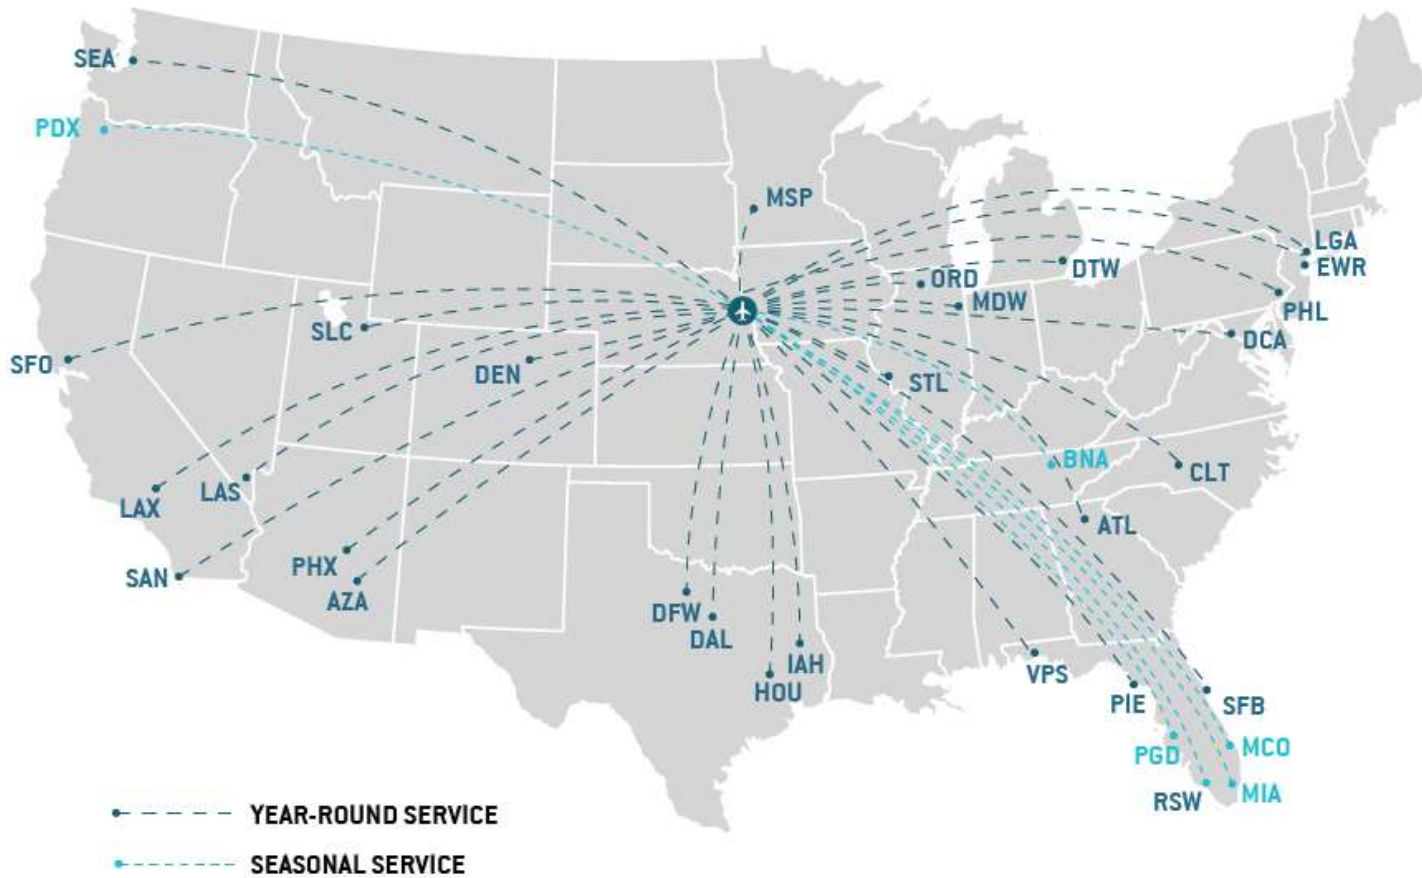 SEA
PDX
MSP
LGA
EWR
ORD
DTW
MDW
PHL
SLC
DCA
SFO
DEN
STL
BNA
CLT
LAS
LAX
ATL
PHX
SAN
AZA
DFW
DAL
IAH
HOU
VPS
PIE
SFB
PGD
MCO
RSW
MIA
YEAR-ROUND SERVICE
SEASONAL SERVICE